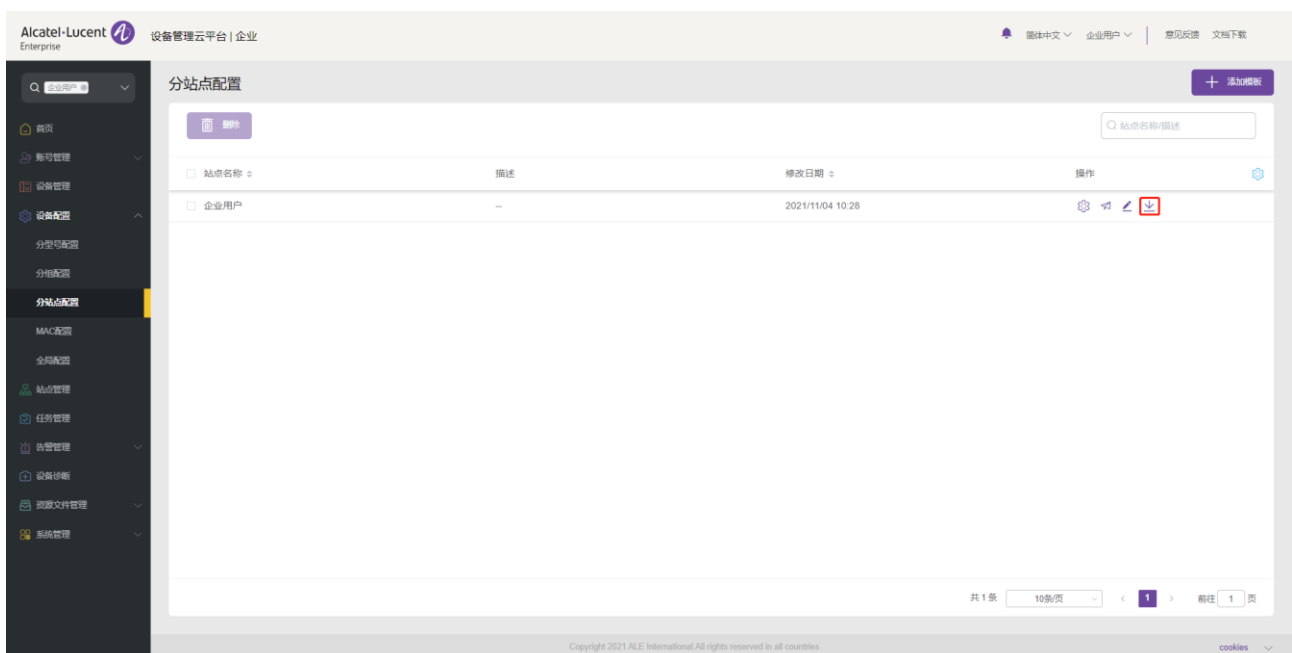 Alcatel·Lucent
Enterprise
设备管理云平台 | 企业
简体中文 企业用户 意见反馈 文档下载
企业用户
分站点配置
添加模板
首页
账号管理
设备管理
设备配置
分型号配置
分组配置
分站点配置
MAC配置
全局配置
站点管理
任务管理
告警管理
设备诊断
资源文件管理
系统管理
删除
站点名称/描述
站点名称 描述 修改日期 操作
企业用户 -- 2021/11/04 10:28
共 1 条 10条/页 < 1 > 前往 1 页
Copyright 2021 ALE International.All rights reserved in all countries
cookies